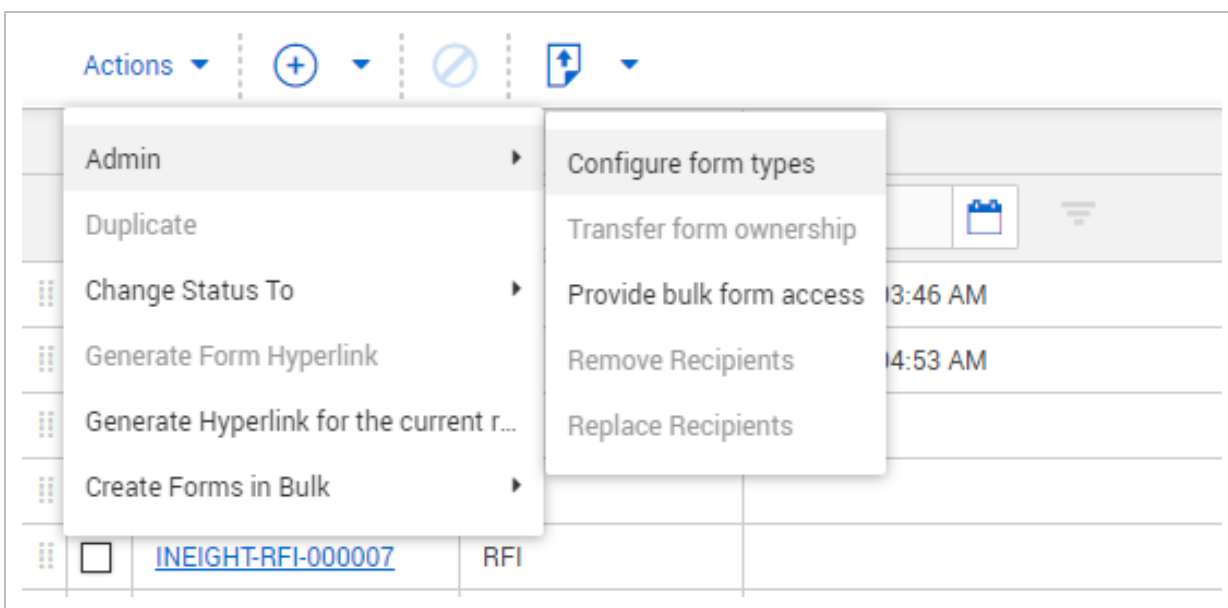 Actions
Admin
Configure form types
Duplicate
Transfer form ownership
Change Status To
Provide bulk form access
03:46 AM
Generate Form Hyperlink
Remove Recipients
04:53 AM
Generate Hyperlink for the current r...
Replace Recipients
Create Forms in Bulk
INEIGHT-RFI-000007
RFI